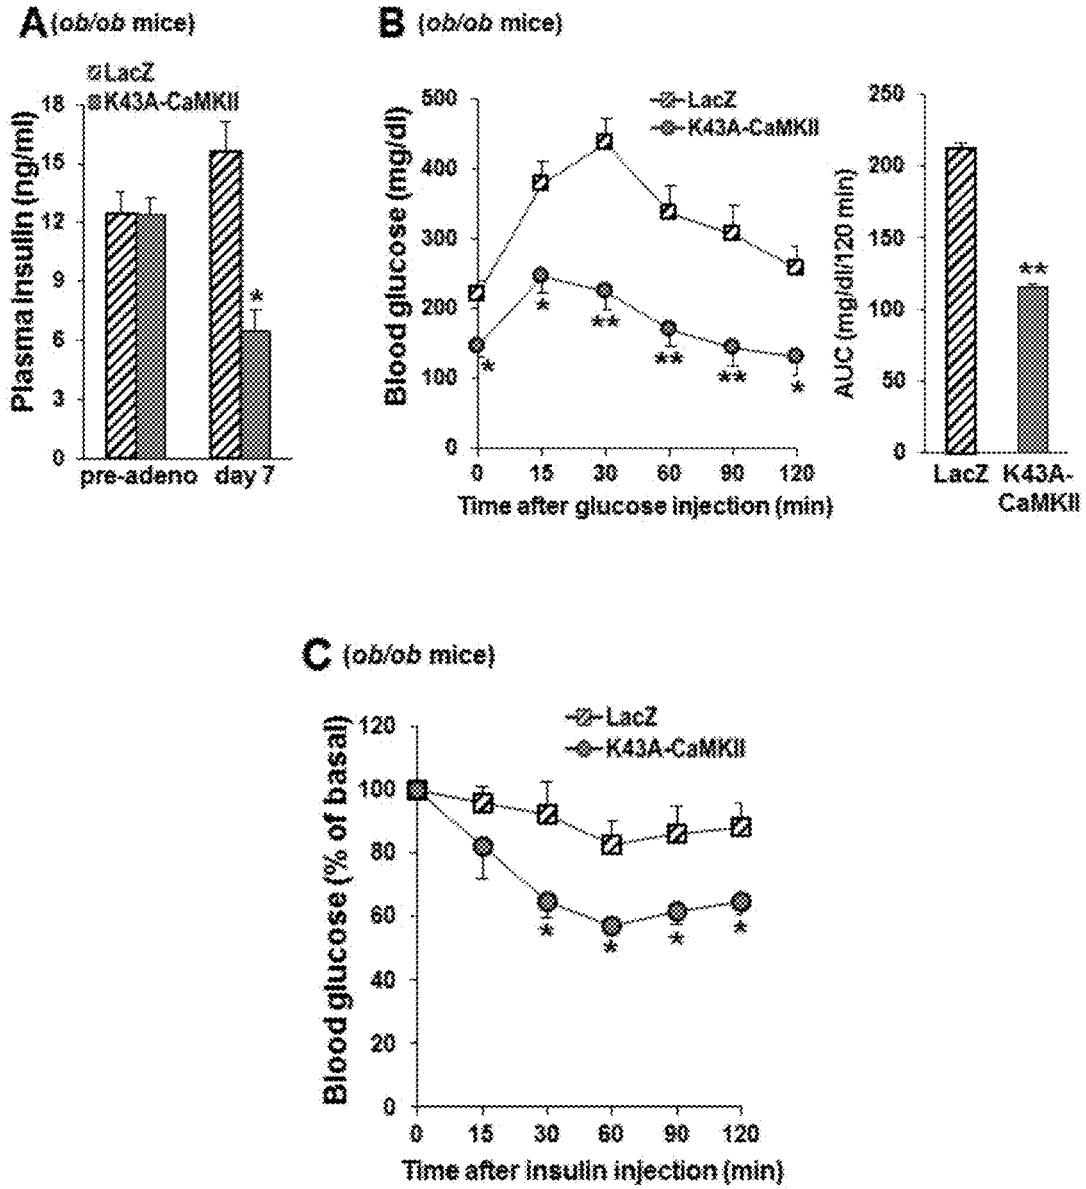 A (ob/ob mice)
LacZ
K43A-CaMKII
Plasma insulin (ng/ml)
18
15
12
9
6
3
0
*
pre-adeno day 7
B (ob/ob mice)
LacZ
K43A-CaMKII
Blood glucose (mg/dl)
500
400
300
200
100
0
* * ** ** ** *
0 15 30 60 90 120
Time after glucose injection (min)
AUC (mg/dl/120 min)
250
200
150
100
50
0
**
LacZ K43A-
CaMKII
C (ob/ob mice)
LacZ
K43A-CaMKII
Blood glucose (% of basal)
120
100
80
60
40
20
0
* * * *
0 15 30 60 90 120
Time after insulin injection (min)